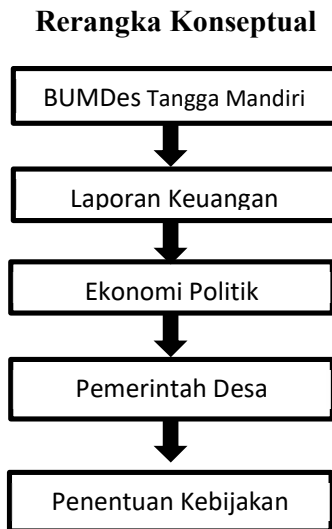 Rerangka Konseptual
BUMDes Tangga Mandiri
Laporan Keuangan
Ekonomi Politik
Pemerintah Desa
Penentuan Kebijakan